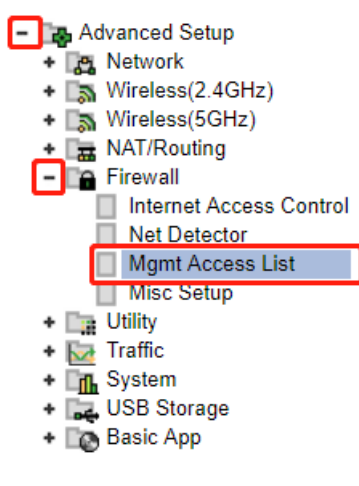 Advanced Setup
Network
Wireless(2.4GHz)
Wireless(5GHz)
NAT/Routing
Firewall
Internet Access Control
Net Detector
Mgmt Access List
Misc Setup
Utility
Traffic
System
USB Storage
Basic App